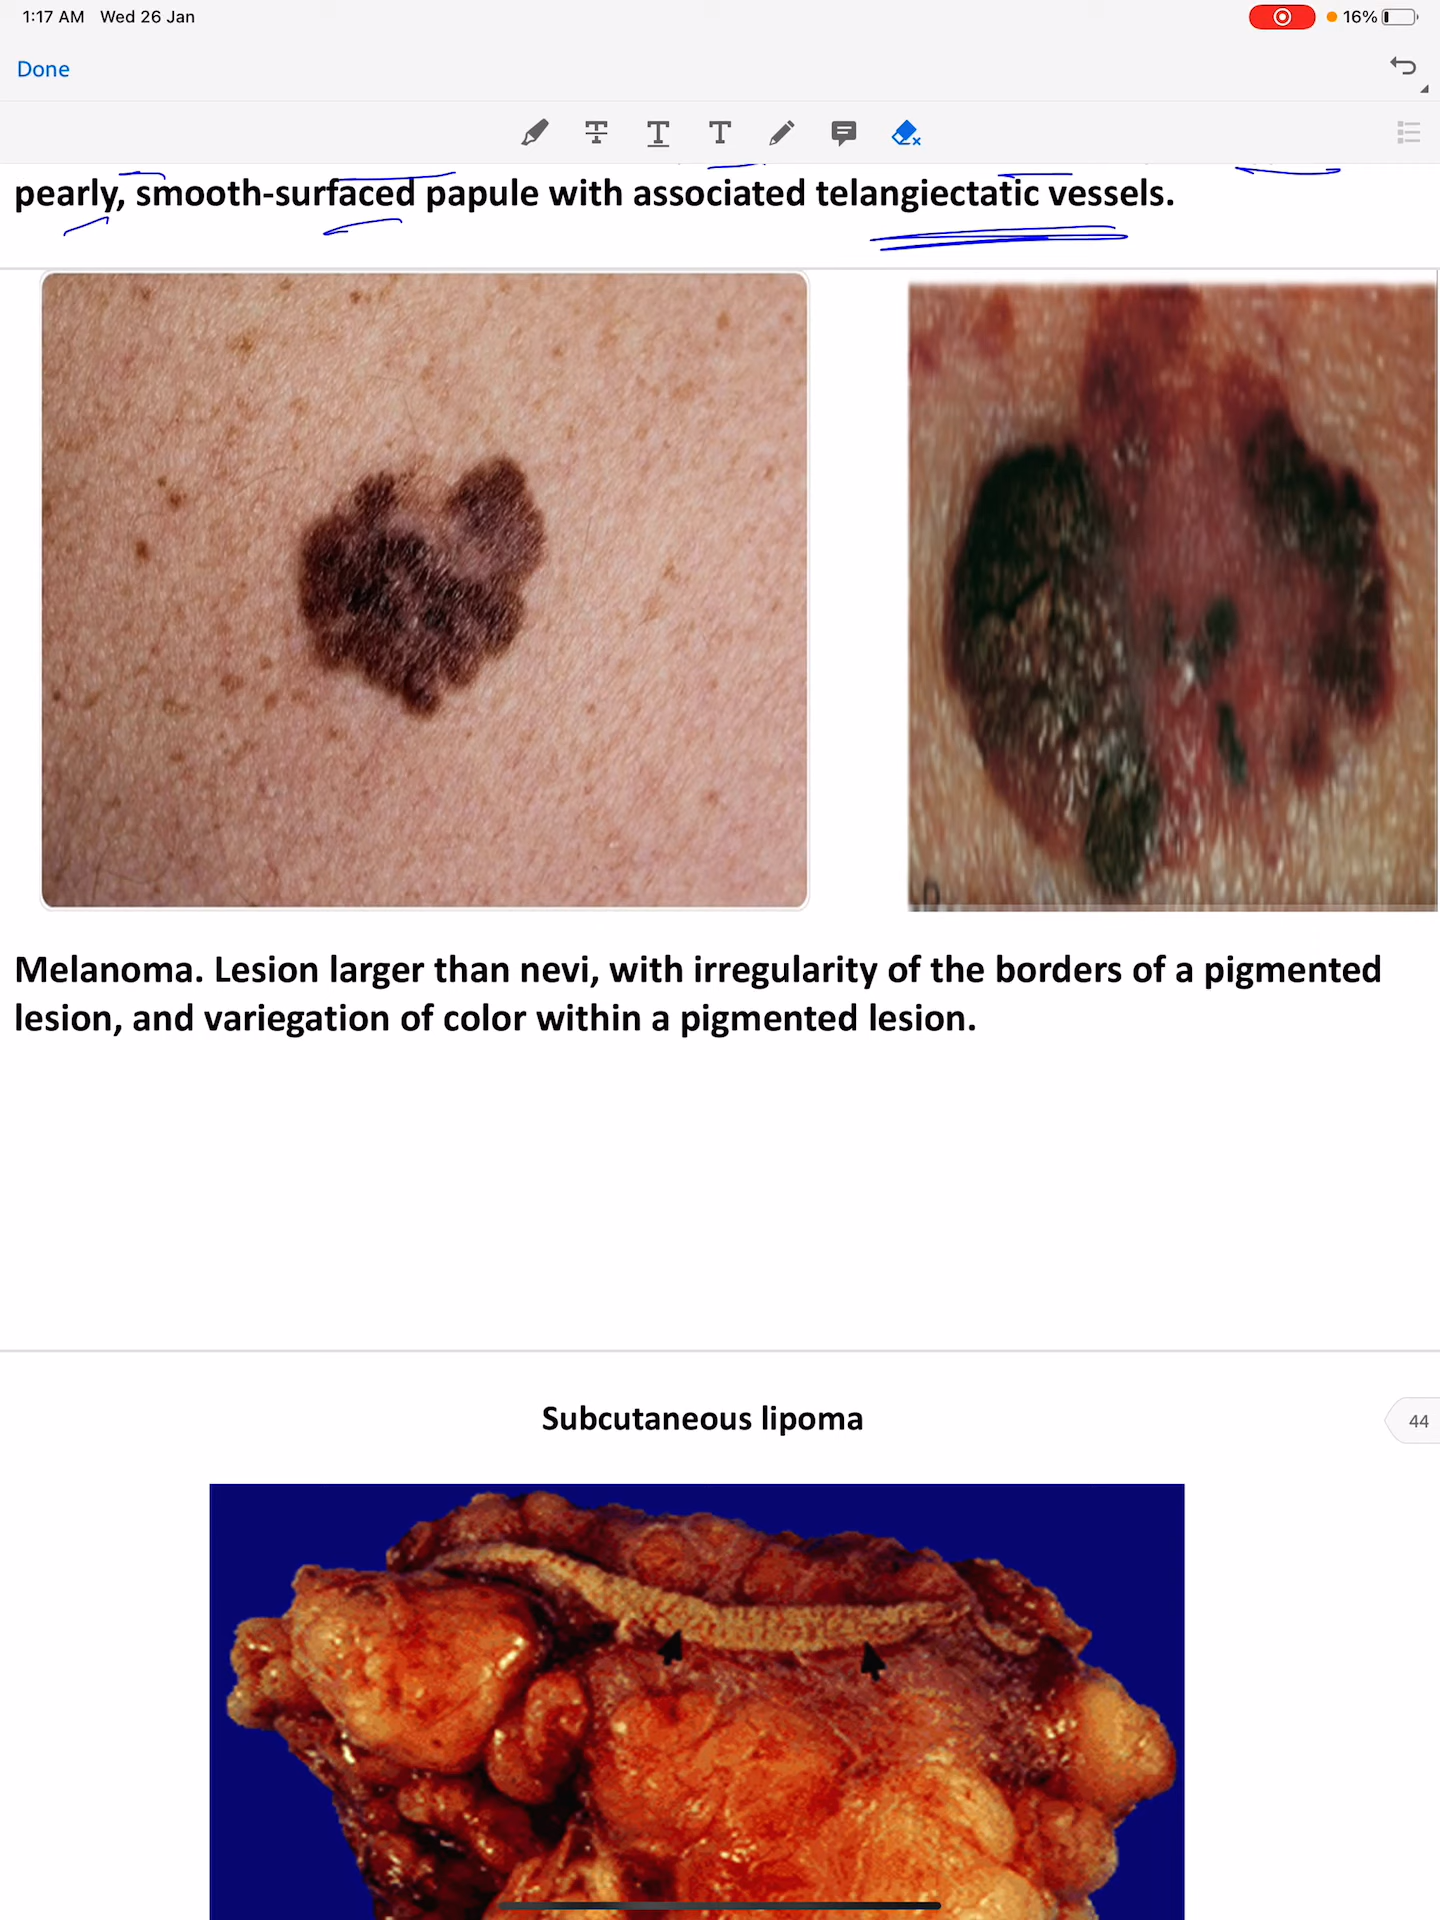 1:17 AM Wed 26 Jan
16%
Done
pearly, smooth-surfaced papule with associated telangiectatic vessels.
D
Melanoma. Lesion larger than nevi, with irregularity of the borders of a pigmented
lesion, and variegation of color within a pigmented lesion.
Subcutaneous lipoma
44